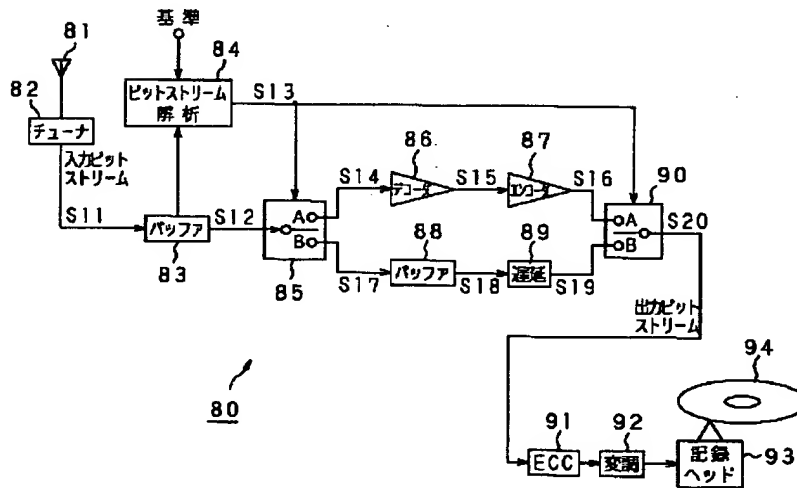 基準
81
84
82
ビットストリーム
解析
S13
チューナ
86
87
入力ビット
ストリーム
S14
デコーダ
S15
エンコーダ
S16
90
S11
バッファ
S12
A
A
S20
B
88
89
B
83
バッファ
遅延
85
S17
S18
S19
出力ビット
ストリーム
94
80
91
92
ECC
変調
記録
ヘッド
93